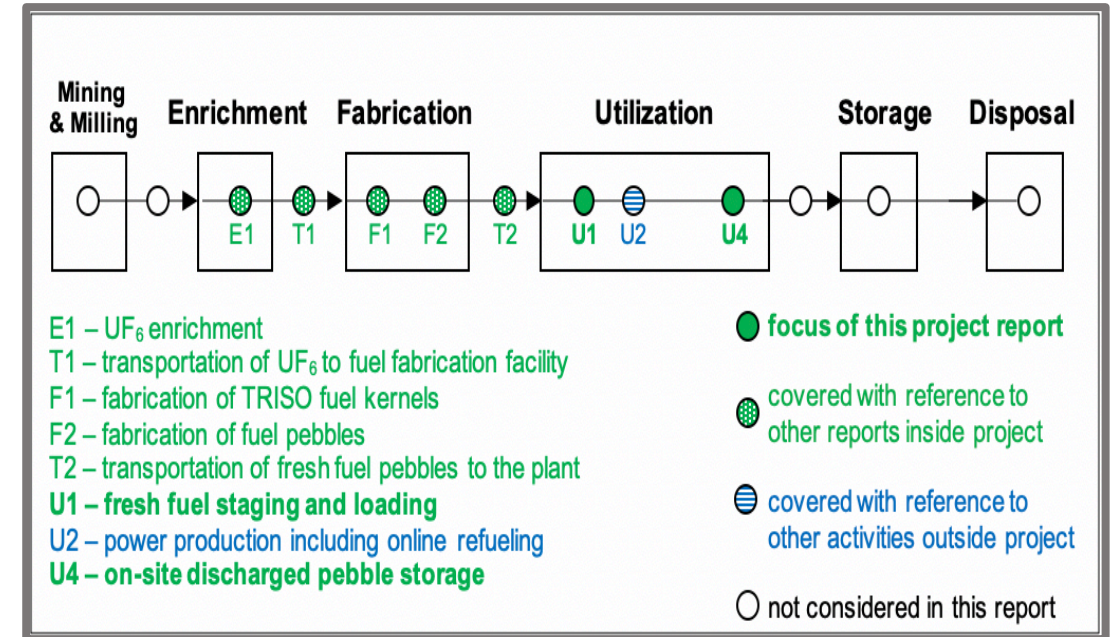 Mining
& Milling
Enrichment
Fabrication
Utilization
Storage
Disposal
E1
T1
F1
F2
T2
U1
U2
U4
E1 – UF₆ enrichment
T1 – transportation of UF₆ to fuel fabrication facility
F1 – fabrication of TRISO fuel kernels
F2 – fabrication of fuel pebbles
T2 – transportation of fresh fuel pebbles to the plant
U1 – fresh fuel staging and loading
U2 – power production including online refueling
U4 – on-site discharged pebble storage
focus of this project report
covered with reference to
other reports inside project
covered with reference to
other activities outside project
not considered in this report